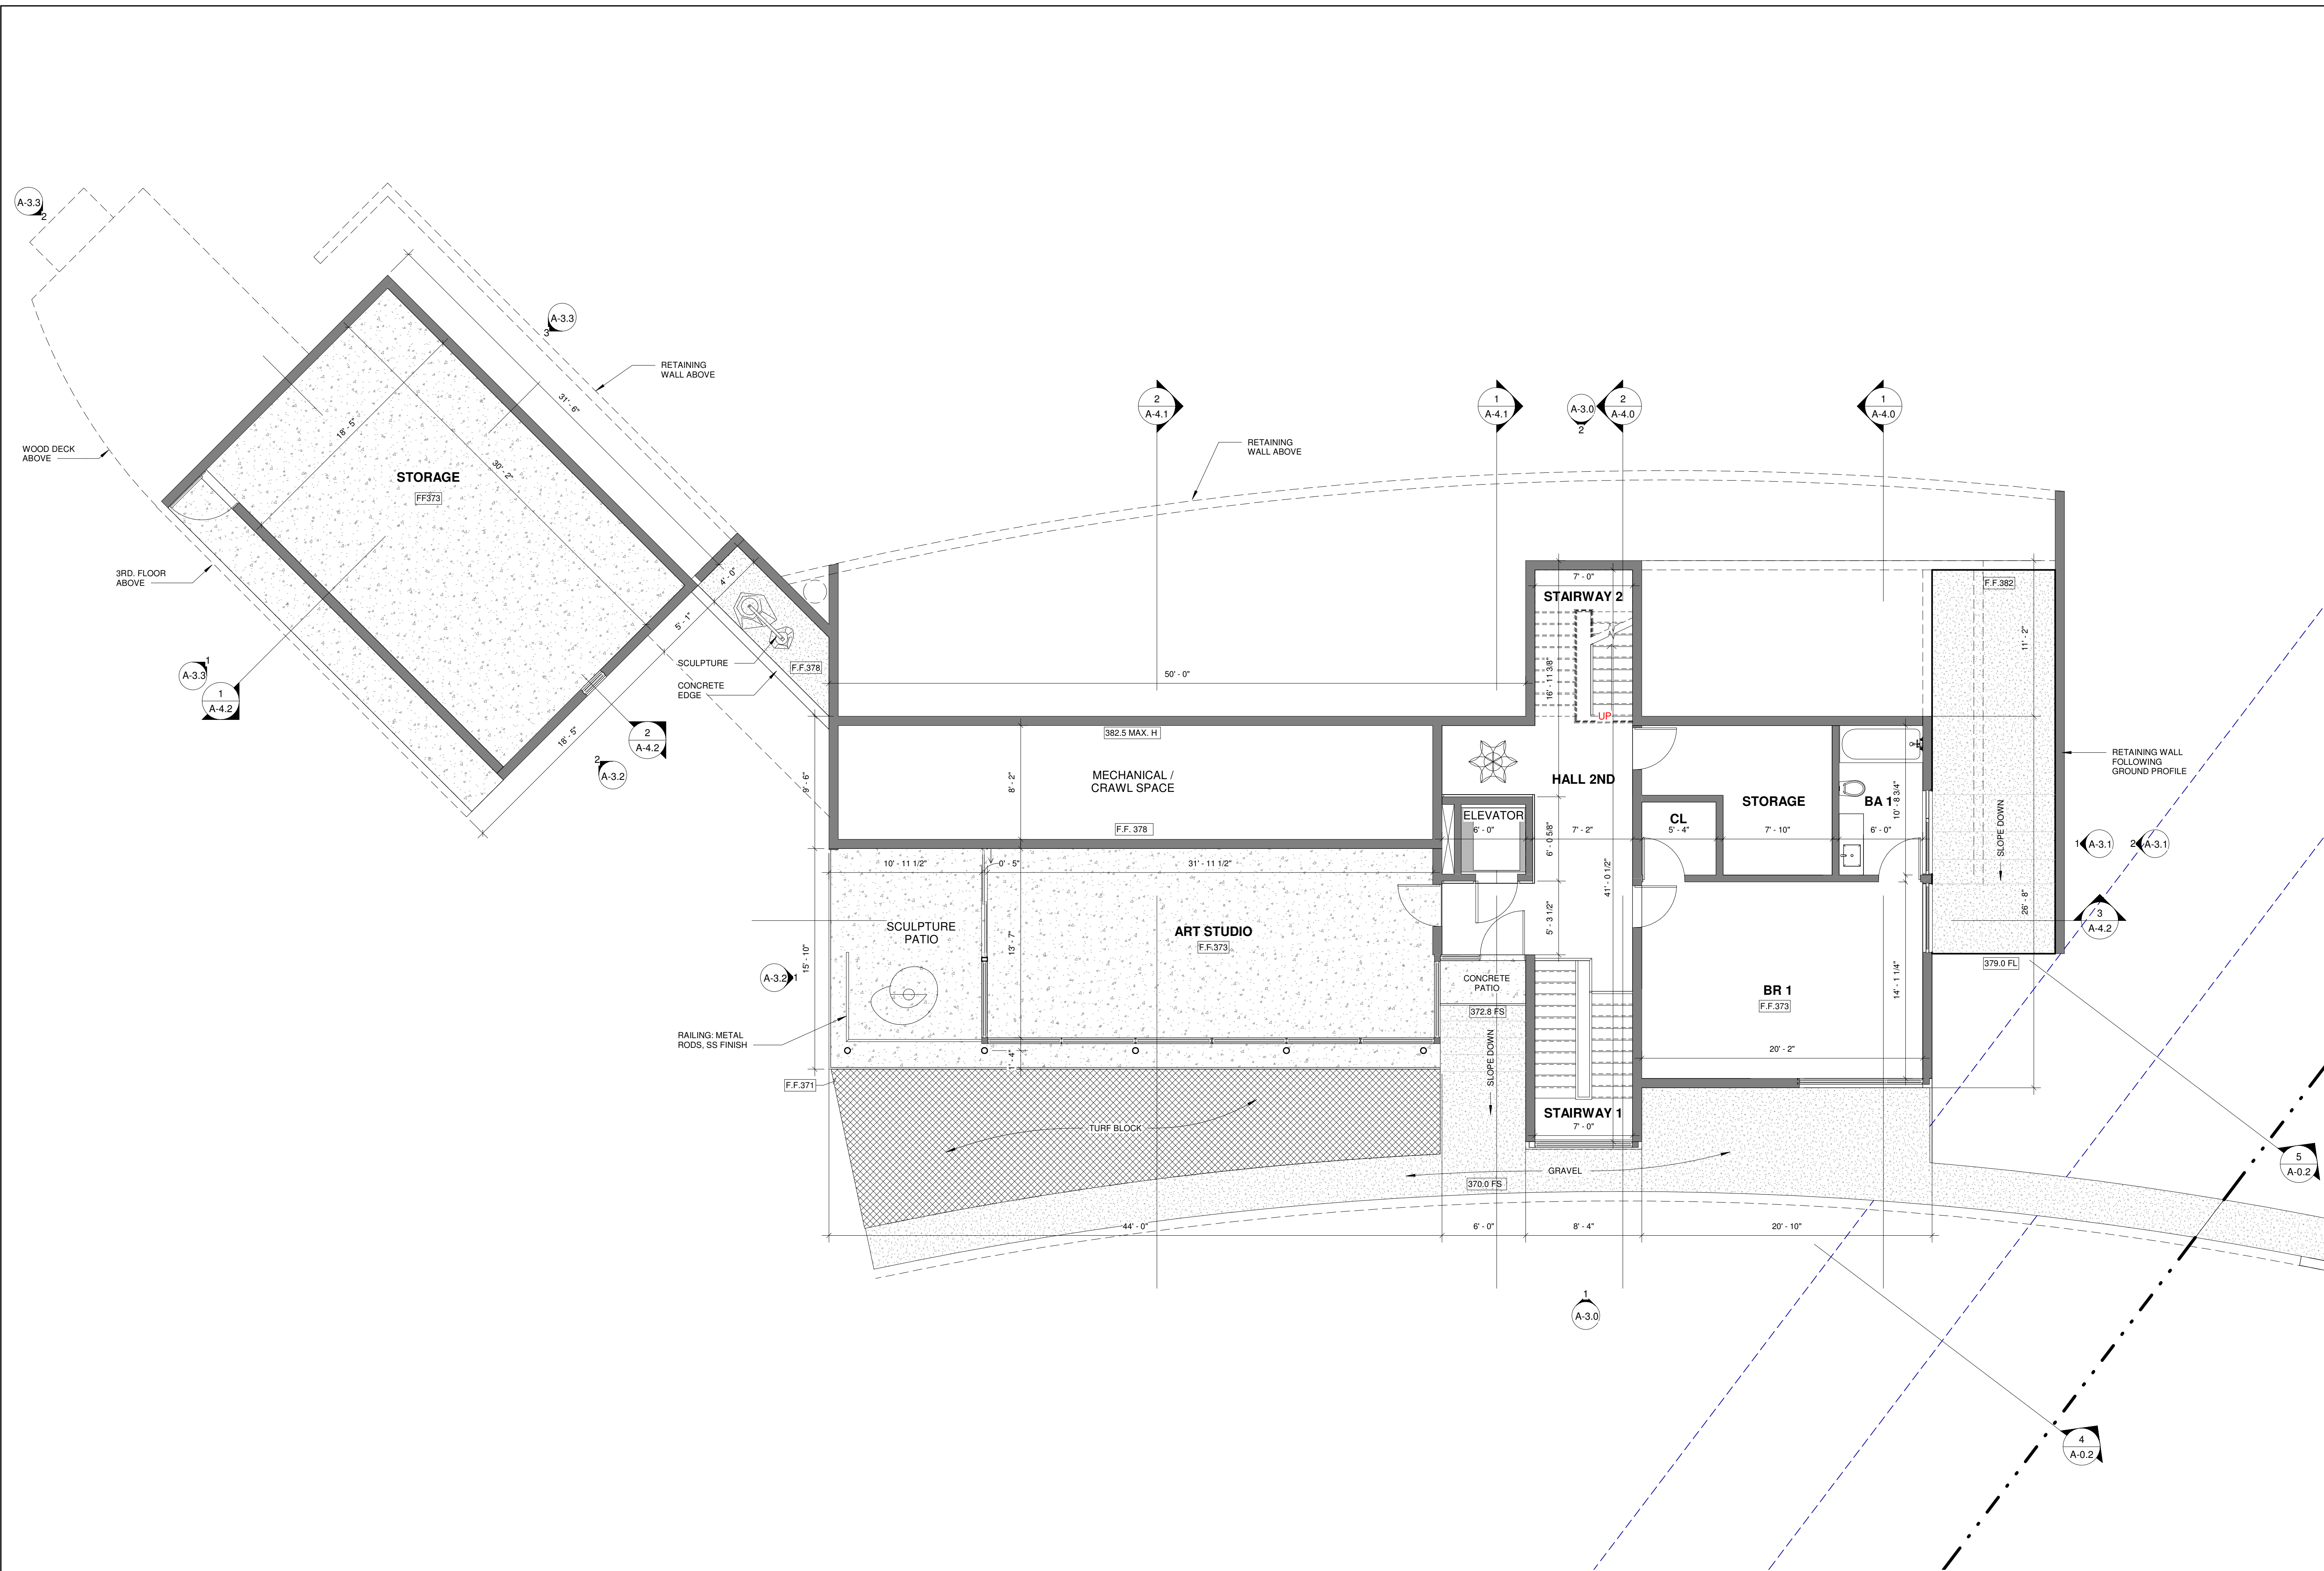 A-3.3
2
A-3.3
3
RETAINING
WALL ABOVE
31' - 6"
18' - 5"
30' - 2"
STORAGE
FF373
WOOD DECK
ABOVE
3RD. FLOOR
ABOVE
1
A-3.3
1
A-4.2
2
A-4.2
2
A-3.2
18' - 5"
5' - 1"
4' - 0"
SCULPTURE
CONCRETE
EDGE
F.F.378
2
A-4.1
1
A-4.1
A-3.0
2
2
A-4.0
1
A-4.0
RETAINING
WALL ABOVE
50' - 0"
7' - 0"
STAIRWAY 2
16' - 11 3/8"
UP
F.F.382
11' - 2"
RETAINING WALL
FOLLOWING
GROUND PROFILE
382.5 MAX. H
MECHANICAL /
CRAWL SPACE
F.F. 378
9' - 6"
8' - 2"
HALL 2ND
ELEVATOR
6' - 0"
7' - 2"
6' - 0 5/8"
41' - 0 1/2"
CL
5' - 4"
STORAGE
7' - 10"
BA 1
6' - 0"
10' - 8 3/4"
SLOPE DOWN
1
A-3.1
2
A-3.1
26' - 8"
3
A-4.2
379.0 FL
10' - 11 1/2"
0' - 5"
31' - 11 1/2"
SCULPTURE
PATIO
ART STUDIO
F.F.373
13' - 7"
15' - 10"
A-3.2
1
5' - 3 1/2"
CONCRETE
PATIO
372.8 FS
SLOPE DOWN
BR 1
F.F.373
14' - 1 1/4"
20' - 2"
RAILING: METAL
RODS, SS FINISH
1' - 4"
F.F.371
TURF BLOCK
STAIRWAY 1
7' - 0"
GRAVEL
370.0 FS
44' - 0"
6' - 0"
8' - 4"
20' - 10"
5
A-0.2
1
A-3.0
4
A-0.2